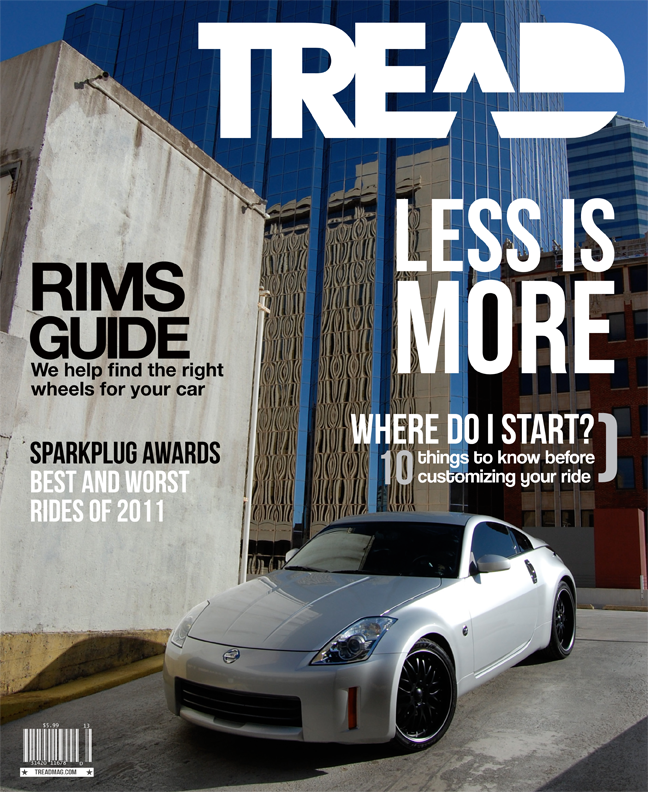 TREAD
LESS IS
MORE
RIMS
GUIDE
We help find the right
wheels for your car
WHERE DO I START?
10 things to know before
customizing your ride
SPARKPLUG AWARDS
BEST AND WORST
RIDES OF 2011
$5.99 13
TREADMAG.COM